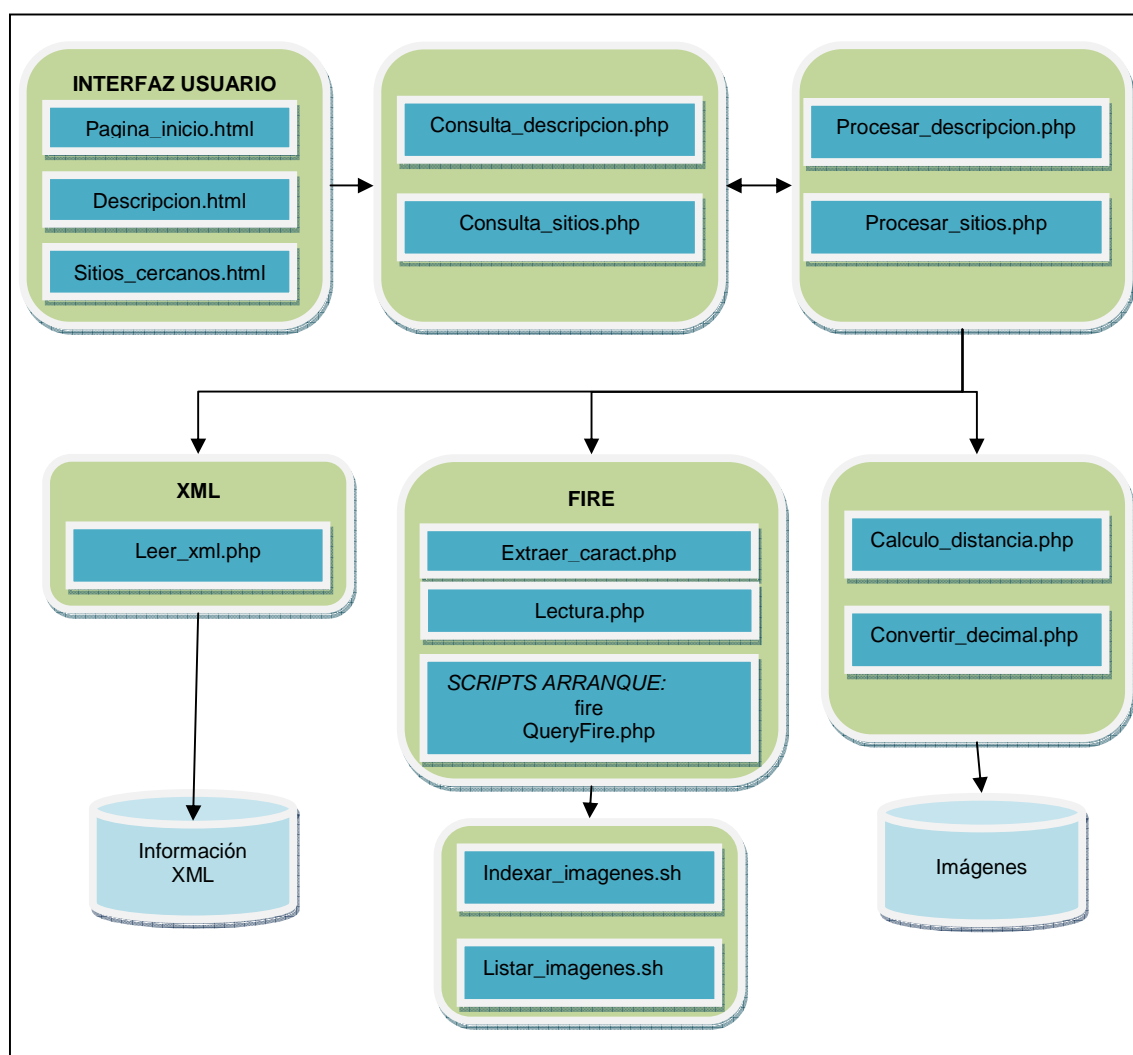 INTERFAZ USUARIO
Pagina_inicio.html
Descripcion.html
Sitios_cercanos.html
Consulta_descripcion.php
Consulta_sitios.php
Procesar_descripcion.php
Procesar_sitios.php
XML
Leer_xml.php
FIRE
Extraer_caract.php
Lectura.php
SCRIPTS ARRANQUE:
fire
QueryFire.php
Calculo_distancia.php
Convertir_decimal.php
Información
XML
Indexar_imagenes.sh
Listar_imagenes.sh
Imágenes